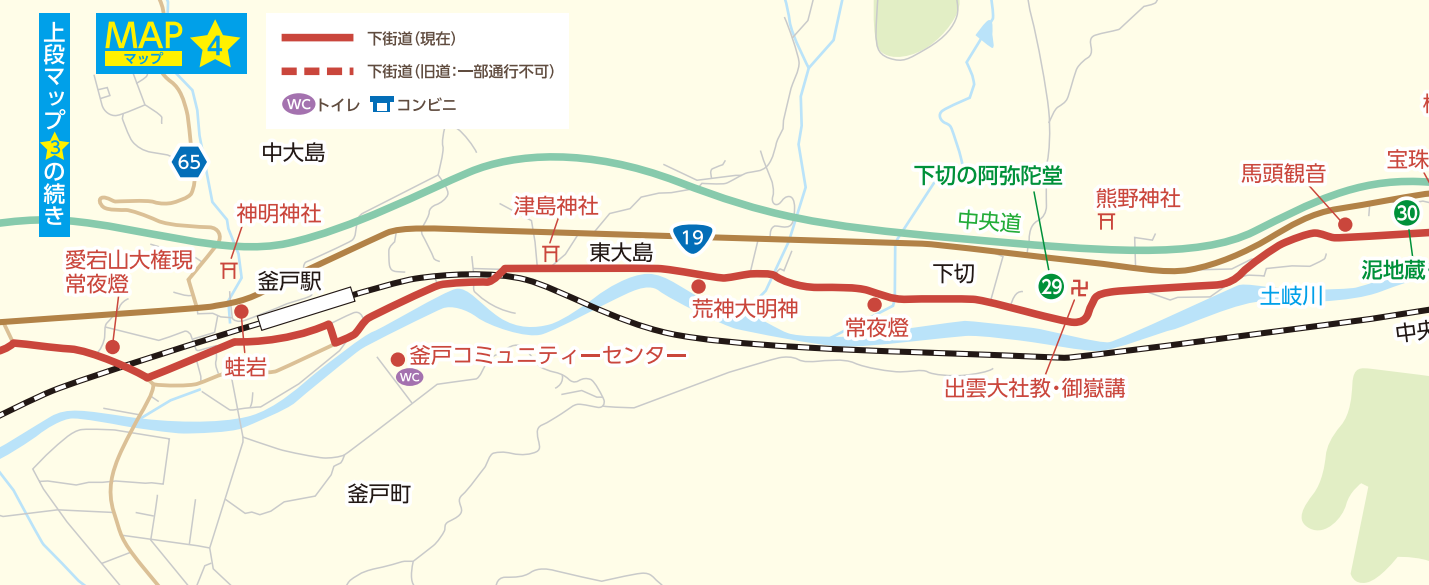 上段マップ3の続き
MAP
マップ
4
下街道（現在）
下街道（旧道：一部通行不可）
WC トイレ コンビニ
65
中大島
神明神社
愛宕山大権現
常夜燈
釜戸駅
蛙岩
津島神社
東大島
19
荒神大明神
釜戸コミュニティーセンター
WC
釜戸町
下切の阿弥陀堂
中央道
熊野神社
下切
29
常夜燈
出雲大社教・御嶽講
馬頭観音
宝珠
30
泥地蔵・
土岐川
中央